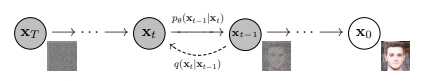 p_θ(x_{t−1}|x_t)
x_T ⟶ ··· ⟶ x_t ⟶ x_{t−1} ⟶ ··· ⟶ x_0
q(x_t|x_{t−1})